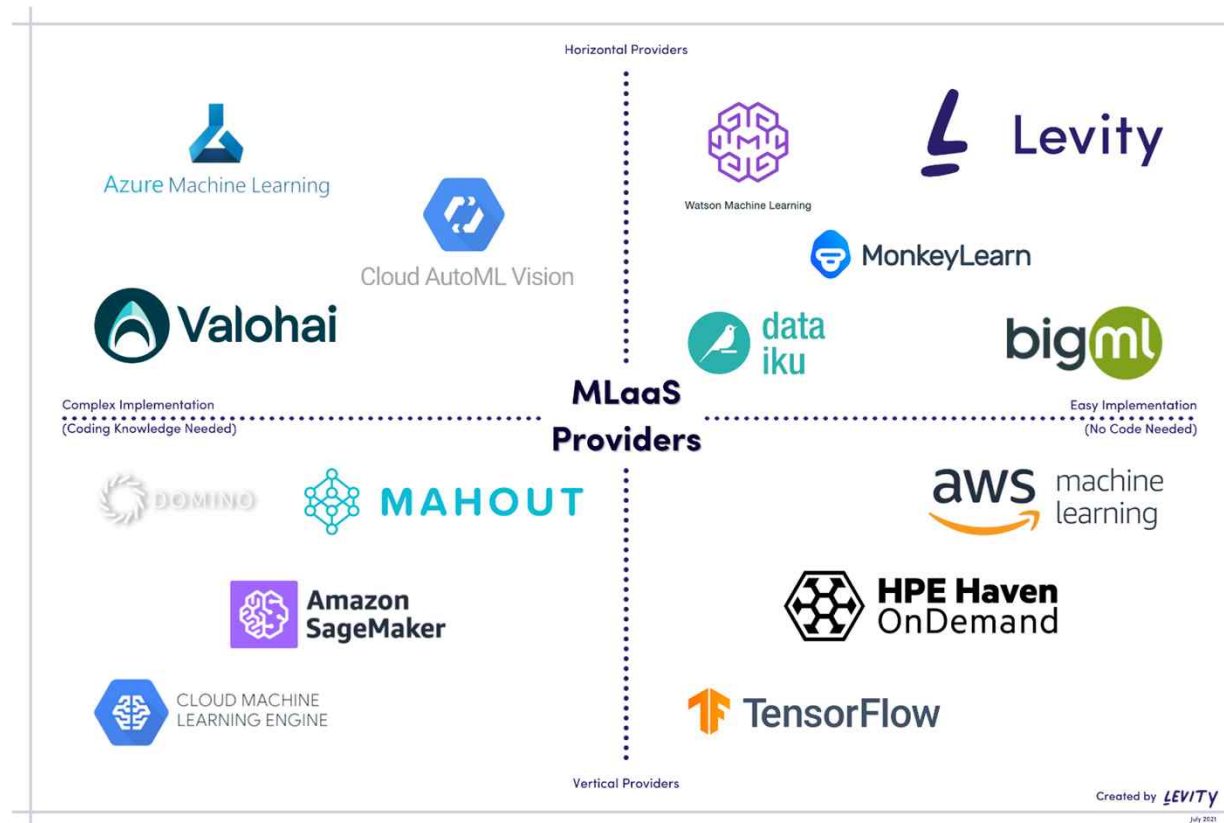 Horizontal Providers
Azure Machine Learning
Cloud AutoML Vision
Valohai
Watson Machine Learning
Levity
MonkeyLearn
data
iku
bigml
MLaaS
Providers
Complex Implementation
(Coding Knowledge Needed)
Easy Implementation
(No Code Needed)
DOMINO
MAHOUT
Amazon
SageMaker
CLOUD MACHINE
LEARNING ENGINE
aws machine
learning
HPE Haven
OnDemand
TensorFlow
Vertical Providers
Created by LEVITY
July 2021